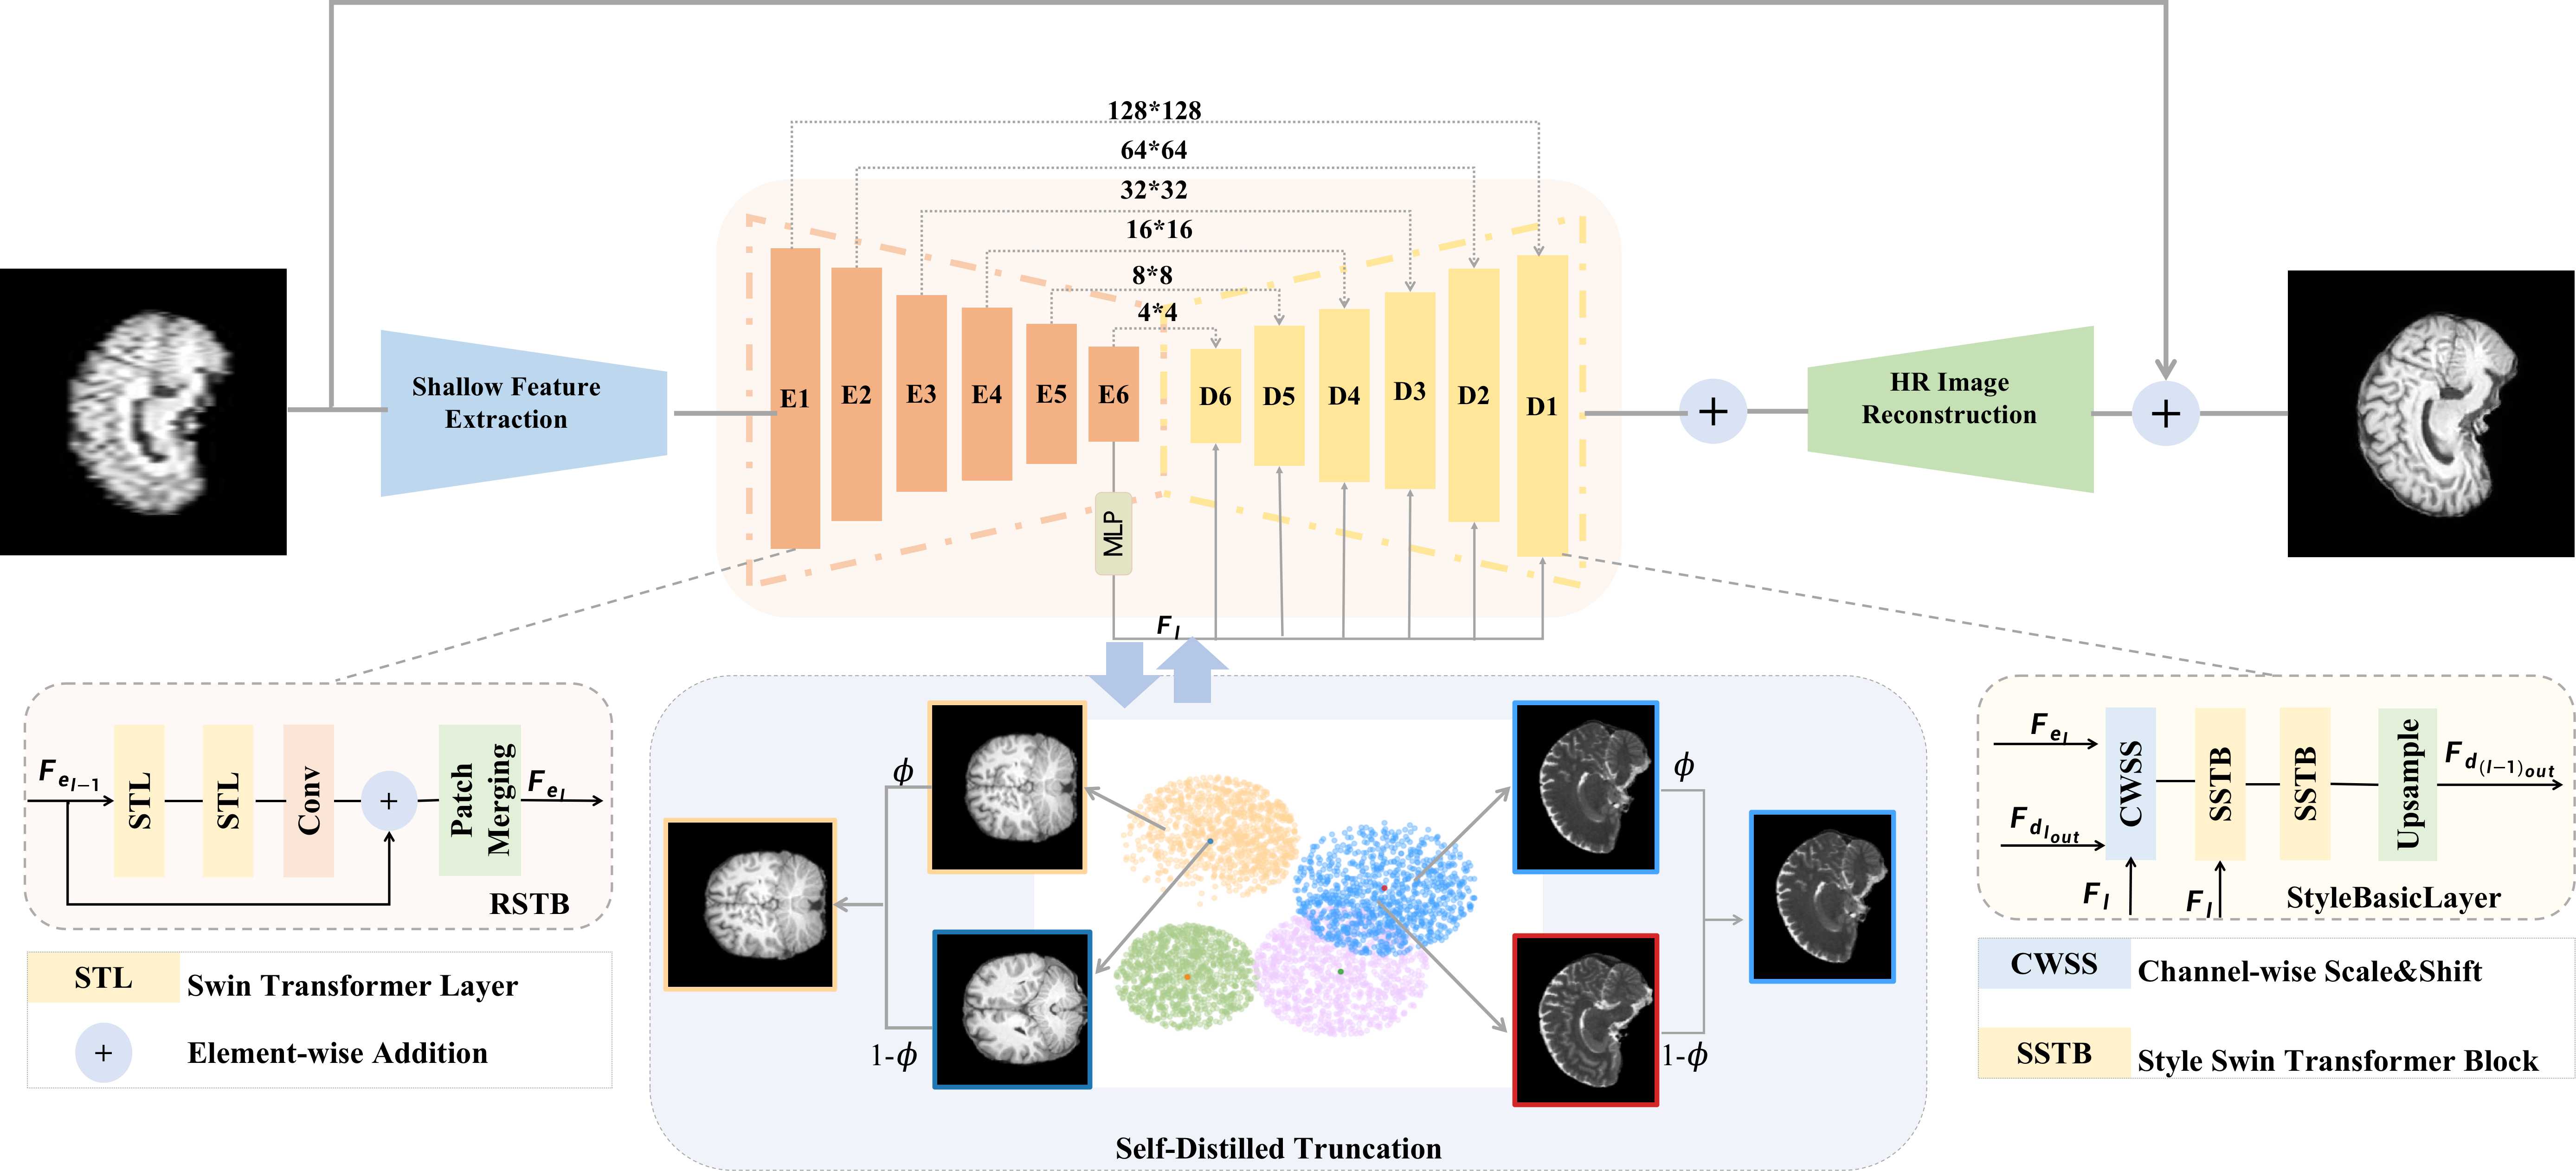 128*128
64*64
32*32
16*16
8*8
4*4
Shallow Feature
Extraction
E1
E2
E3
E4
E5
E6
D6
D5
D4
D3
D2
D1
+
HR Image
Reconstruction
+
MLP
F_l
F_{e_{l-1}}
STL
STL
Conv
+
Patch
Merging
F_{e_l}
RSTB
STL
Swin Transformer Layer
+
Element-wise Addition
ϕ
1-ϕ
ϕ
1-ϕ
Self-Distilled Truncation
F_{e_l}
F_{d_{l_{out}}}
CWSS
SSTB
SSTB
Upsample
F_{d_{(l-1)_{out}}}
F_l
F_l
StyleBasicLayer
CWSS
Channel-wise Scale&Shift
SSTB
Style Swin Transformer Block